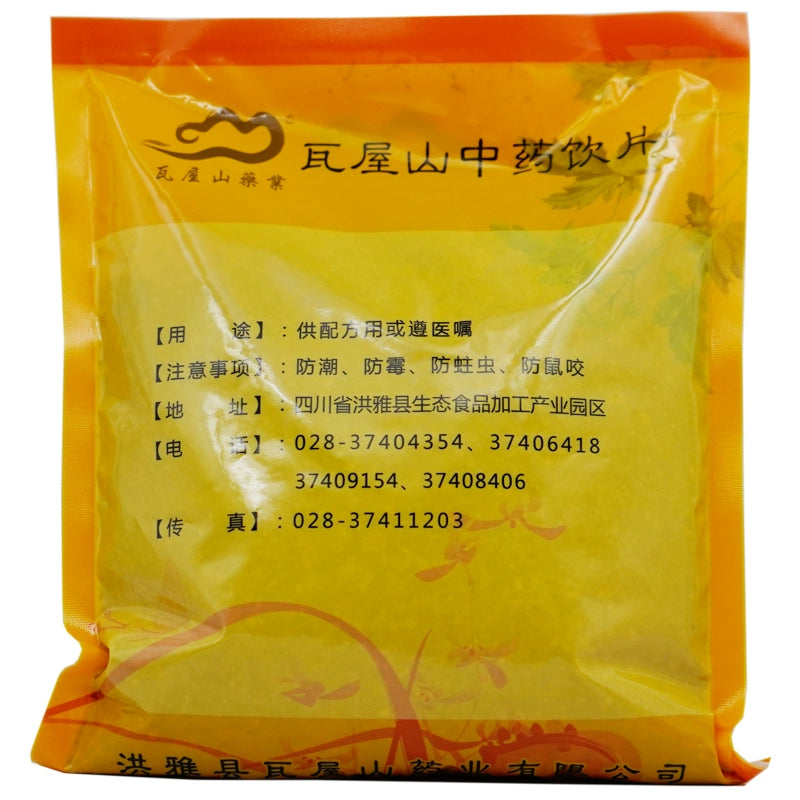 瓦屋山藥業
®
瓦屋山中药饮片
【用 途】：供配方用或遵医嘱
【注意事项】：防潮、防霉、防蛀虫、防鼠咬
【地 址】：四川省洪雅县生态食品加工产业园区
【电 话】：028-37404354、37406418
37409154、37408406
【传 真】：028-37411203
洪雅县瓦屋山药业有限公司